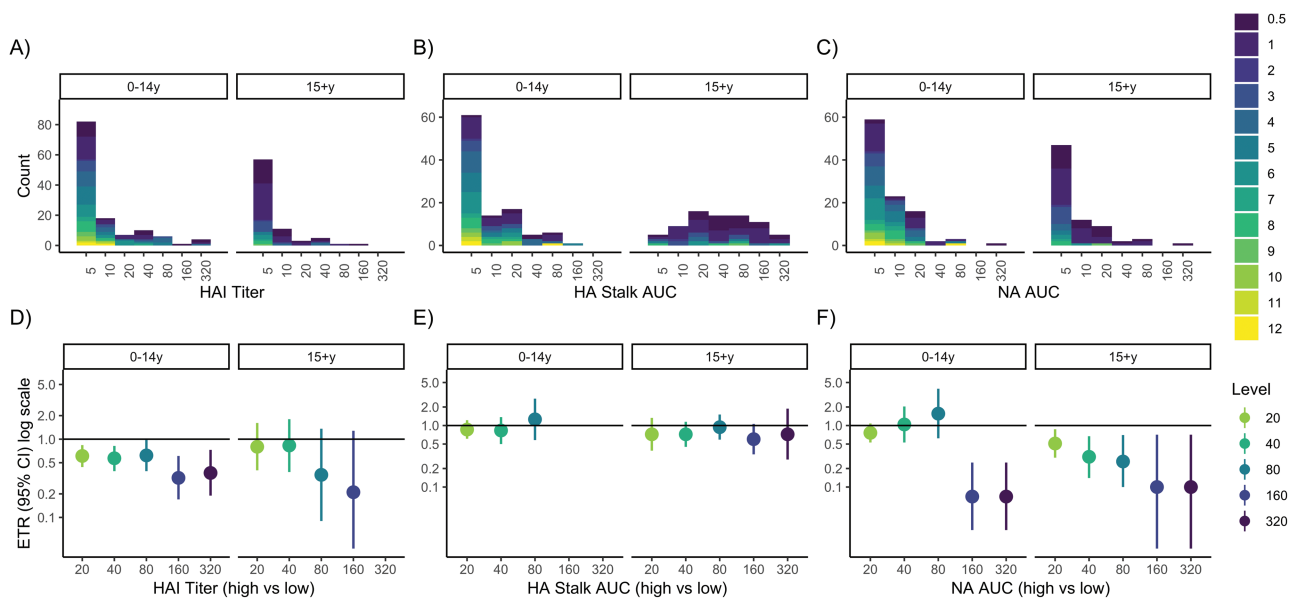 A)
B)
C)
0-14y
15+y
0-14y
15+y
0-14y
15+y
Count
80
60
40
20
0
60
40
20
0
60
40
20
0
5 10 20 40 80 160 320
5 10 20 40 80 160 320
5 10 20 40 80 160 320
5 10 20 40 80 160 320
5 10 20 40 80 160 320
5 10 20 40 80 160 320
HAI Titer
HA Stalk AUC
NA AUC
0.5
1
2
3
4
5
6
7
8
9
10
11
12
D)
E)
F)
0-14y
15+y
0-14y
15+y
0-14y
15+y
ETR (95% CI) log scale
5.0
2.0
1.0
0.5
0.2
0.1
5.0
2.0
1.0
0.5
0.2
0.1
5.0
2.0
1.0
0.5
0.2
0.1
20 40 80 160 320
20 40 80 160 320
20 40 80 160 320
20 40 80 160 320
20 40 80 160 320
20 40 80 160 320
HAI Titer (high vs low)
HA Stalk AUC (high vs low)
NA AUC (high vs low)
Level
20
40
80
160
320